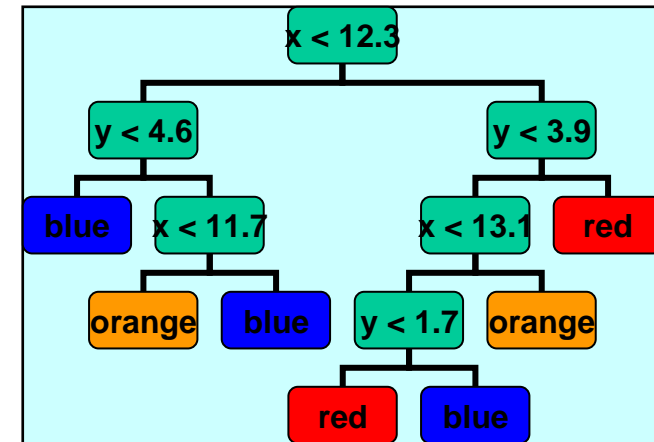 x < 12.3
y < 4.6
y < 3.9
blue
x < 11.7
x < 13.1
red
orange
blue
y < 1.7
orange
red
blue